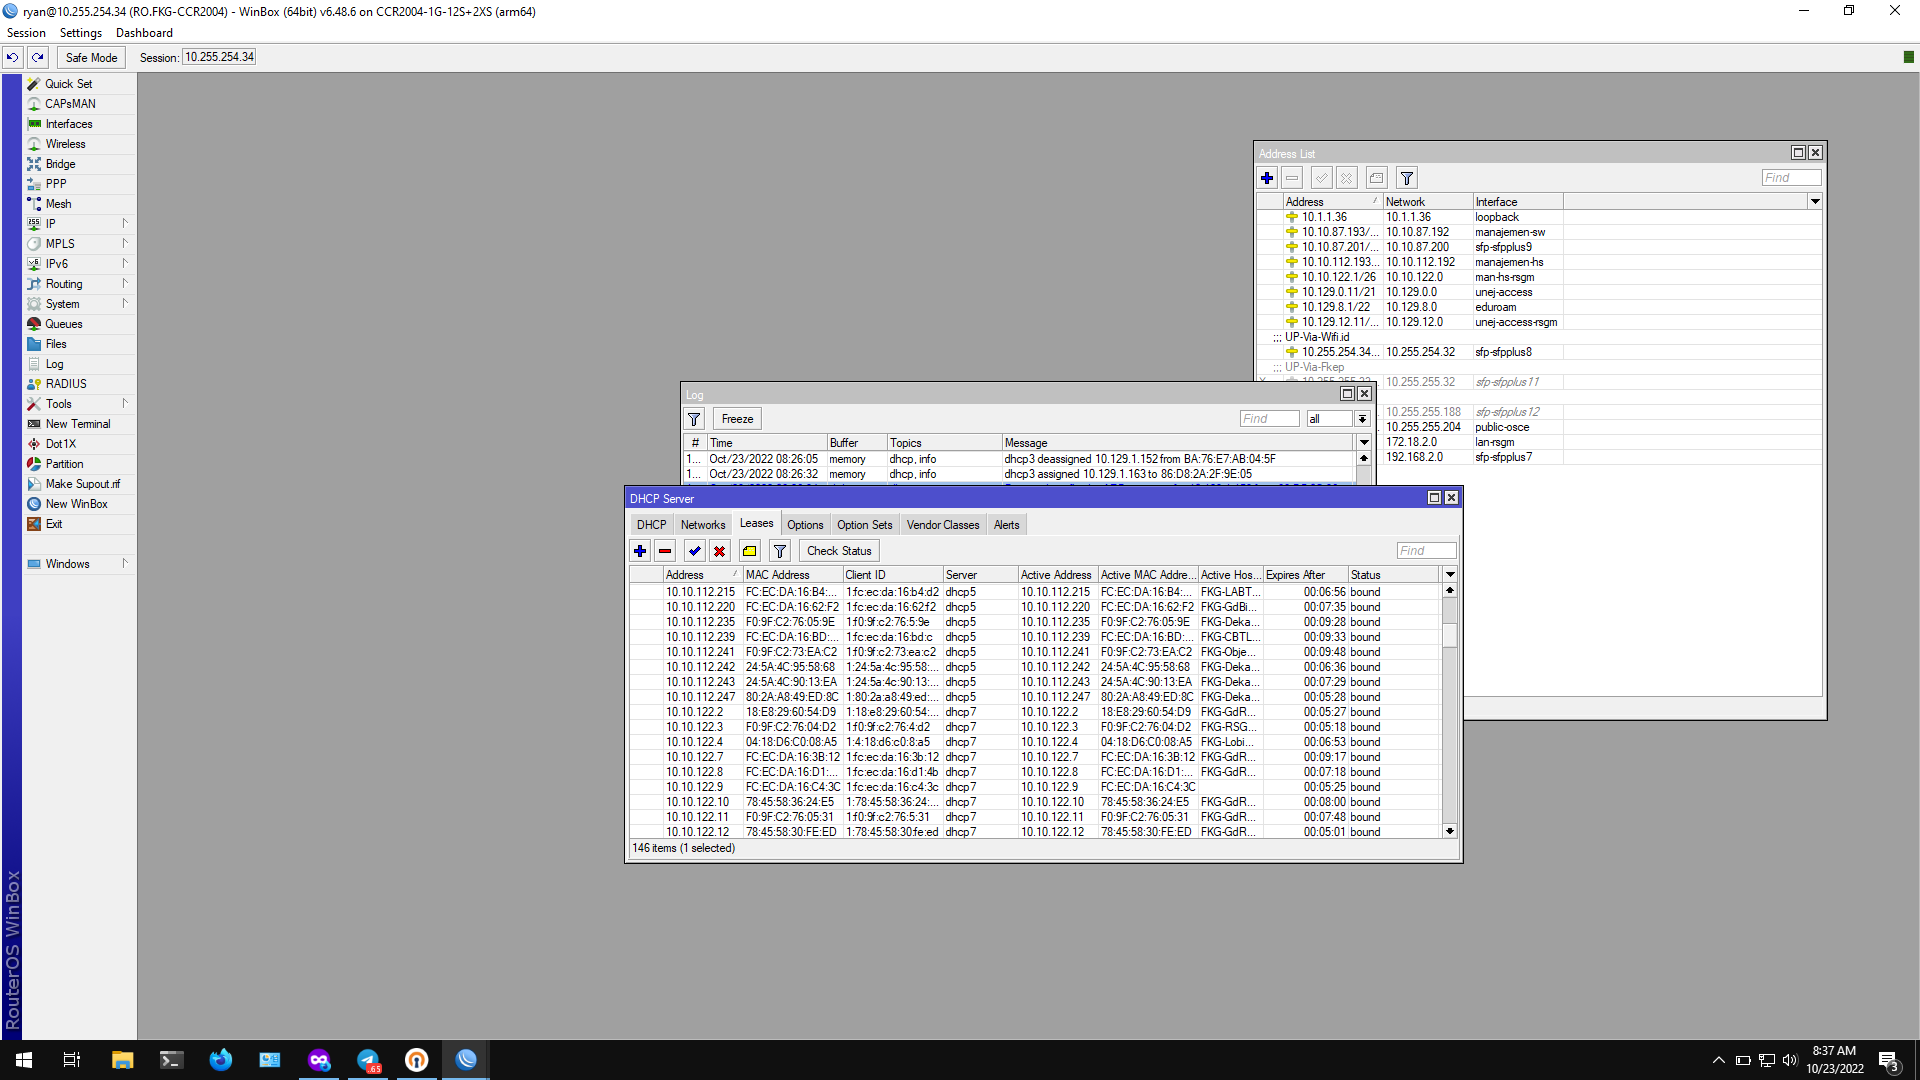 ryan@10.255.254.34 (RO.FKG-CCR2004) - WinBox (64bit) v6.48.6 on CCR2004-1G-12S+2XS (arm64)
Session Settings Dashboard
Safe Mode Session: 10.255.254.34
Quick Set
CAPsMAN
Interfaces
Wireless
Bridge
PPP
Mesh
IP
MPLS
IPv6
Routing
System
Queues
Files
Log
RADIUS
Tools
New Terminal
Dot1X
Partition
Make Supout.rif
New WinBox
Exit
Windows
RouterOS WinBox
Address List
Find
Address Network Interface
10.1.1.36 10.1.1.36 loopback
10.10.87.193/... 10.10.87.192 manajemen-sw
10.10.87.201/... 10.10.87.200 sfp-sfpplus9
10.10.112.193... 10.10.112.192 manajemen-hs
10.10.122.1/26 10.10.122.0 man-hs-rsgm
10.129.0.11/21 10.129.0.0 unej-access
10.129.8.1/22 10.129.8.0 eduroam
10.129.12.11/... 10.129.12.0 unej-access-rsgm
;;; UP-Via-Wifi.id
10.255.254.34... 10.255.254.32 sfp-sfpplus8
;;; UP-Via-Fkep
10.255.255.32 sfp-sfpplus11
10.255.255.188 sfp-sfpplus12
10.255.255.204 public-osce
172.18.2.0 lan-rsgm
192.168.2.0 sfp-sfpplus7
Log
Freeze Find all
# Time Buffer Topics Message
1... Oct/23/2022 08:26:05 memory dhcp, info dhcp3 deassigned 10.129.1.152 from BA:76:E7:AB:04:5F
1... Oct/23/2022 08:26:32 memory dhcp, info dhcp3 assigned 10.129.1.163 to 86:D8:2A:2F:9E:05
DHCP Server
DHCP Networks Leases Options Option Sets Vendor Classes Alerts
Check Status Find
Address MAC Address Client ID Server Active Address Active MAC Addre... Active Hos... Expires After Status
10.10.112.215 FC:EC:DA:16:B4:... 1:fc:ec:da:16:b4:d2 dhcp5 10.10.112.215 FC:EC:DA:16:B4:... FKG-LABT... 00:06:56 bound
10.10.112.220 FC:EC:DA:16:62:F2 1:fc:ec:da:16:62:f2 dhcp5 10.10.112.220 FC:EC:DA:16:62:F2 FKG-GdBi... 00:07:35 bound
10.10.112.235 F0:9F:C2:76:05:9E 1:f0:9f:c2:76:5:9e dhcp5 10.10.112.235 F0:9F:C2:76:05:9E FKG-Deka... 00:09:28 bound
10.10.112.239 FC:EC:DA:16:BD:... 1:fc:ec:da:16:bd:c dhcp5 10.10.112.239 FC:EC:DA:16:BD:... FKG-CBTL... 00:09:33 bound
10.10.112.241 F0:9F:C2:73:EA:C2 1:f0:9f:c2:73:ea:c2 dhcp5 10.10.112.241 F0:9F:C2:73:EA:C2 FKG-Obje... 00:09:48 bound
10.10.112.242 24:5A:4C:95:58:68 1:24:5a:4c:95:58:... dhcp5 10.10.112.242 24:5A:4C:95:58:68 FKG-Deka... 00:06:36 bound
10.10.112.243 24:5A:4C:90:13:EA 1:24:5a:4c:90:13:... dhcp5 10.10.112.243 24:5A:4C:90:13:EA FKG-Deka... 00:07:29 bound
10.10.112.247 80:2A:A8:49:ED:8C 1:80:2a:a8:49:ed:... dhcp5 10.10.112.247 80:2A:A8:49:ED:8C FKG-Deka... 00:05:28 bound
10.10.122.2 18:E8:29:60:54:D9 1:18:e8:29:60:54:... dhcp7 10.10.122.2 18:E8:29:60:54:D9 FKG-GdR... 00:05:27 bound
10.10.122.3 F0:9F:C2:76:04:D2 1:f0:9f:c2:76:4:d2 dhcp7 10.10.122.3 F0:9F:C2:76:04:D2 FKG-RSG... 00:05:18 bound
10.10.122.4 04:18:D6:C0:08:A5 1:4:18:d6:c0:8:a5 dhcp7 10.10.122.4 04:18:D6:C0:08:A5 FKG-Lobi... 00:06:53 bound
10.10.122.7 FC:EC:DA:16:3B:12 1:fc:ec:da:16:3b:12 dhcp7 10.10.122.7 FC:EC:DA:16:3B:12 FKG-GdR... 00:09:17 bound
10.10.122.8 FC:EC:DA:16:D1:... 1:fc:ec:da:16:d1:4b dhcp7 10.10.122.8 FC:EC:DA:16:D1:... FKG-GdR... 00:07:18 bound
10.10.122.9 FC:EC:DA:16:C4:3C 1:fc:ec:da:16:c4:3c dhcp7 10.10.122.9 FC:EC:DA:16:C4:3C 00:05:25 bound
10.10.122.10 78:45:58:36:24:E5 1:78:45:58:36:24:... dhcp7 10.10.122.10 78:45:58:36:24:E5 FKG-GdR... 00:08:00 bound
10.10.122.11 F0:9F:C2:76:05:31 1:f0:9f:c2:76:5:31 dhcp7 10.10.122.11 F0:9F:C2:76:05:31 FKG-GdR... 00:07:48 bound
10.10.122.12 78:45:58:30:FE:ED 1:78:45:58:30:fe:ed dhcp7 10.10.122.12 78:45:58:30:FE:ED FKG-GdR... 00:05:01 bound
146 items (1 selected)
.65
8:37 AM
10/23/2022
3